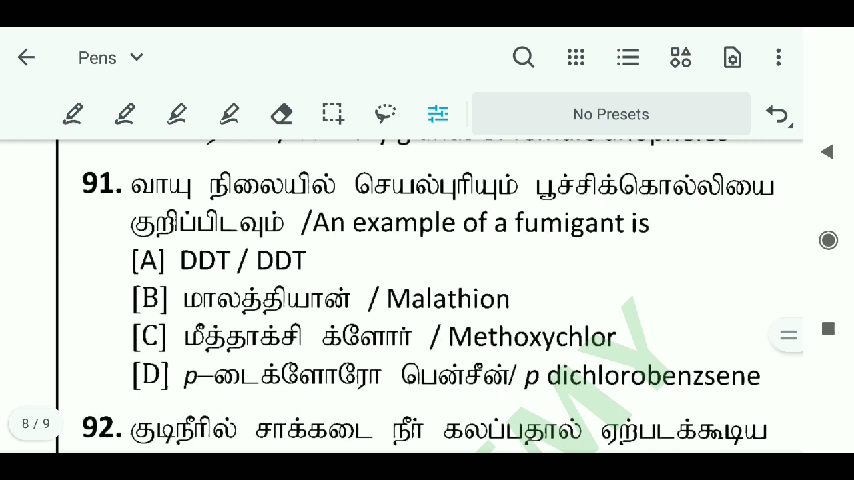 Pens
No Presets
91. வாயு நிலையில் செயல்புரியும் பூச்சிக்கொல்லியை
குறிப்பிடவும் /An example of a fumigant is
[A] DDT / DDT
[B] மாலத்தியான் / Malathion
[C] மீத்தாக்சி க்ளோர் / Methoxychlor
[D] p–டைக்ளோரோ பென்சீன்/ p dichlorobenzsene
8 / 9
92. குடிநீரில் சாக்கடை நீர் கலப்பதால் ஏற்படக்கூடிய